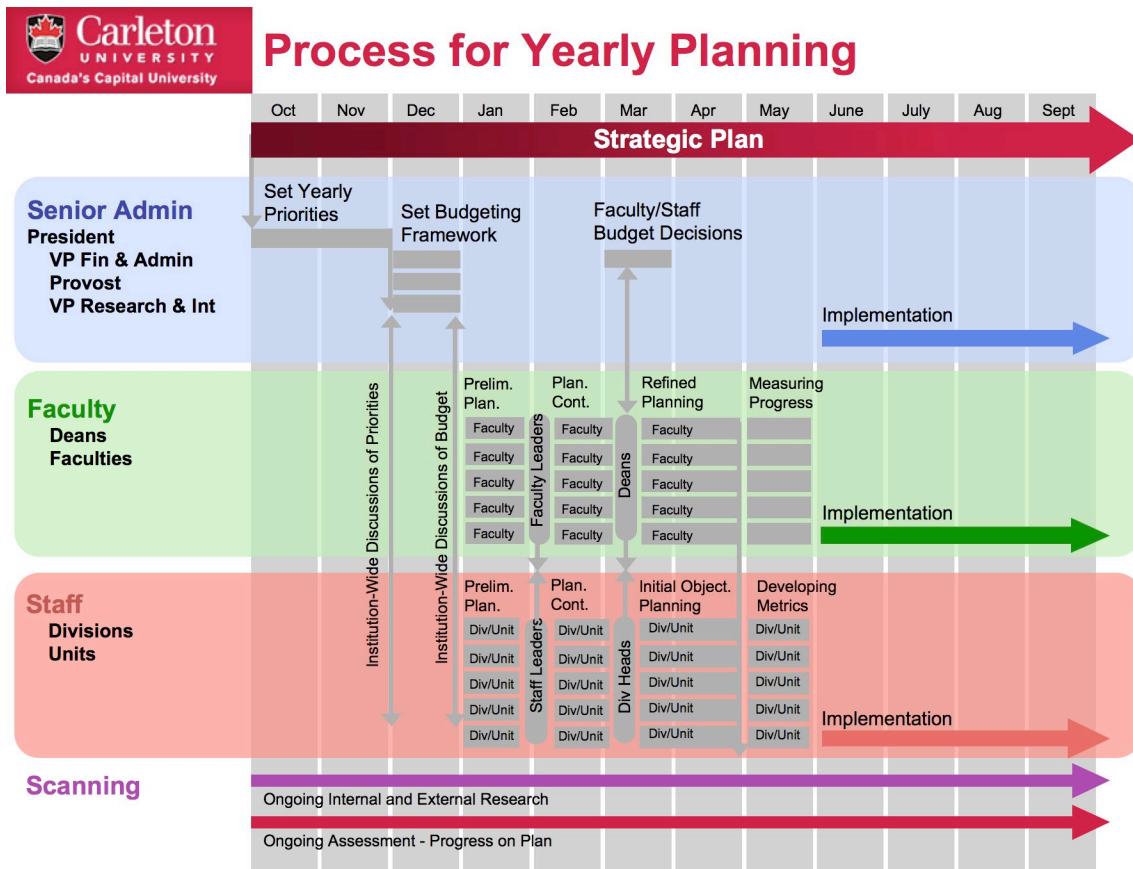 Carleton
UNIVERSITY
Canada's Capital University
Process for Yearly Planning
Oct Nov Dec Jan Feb Mar Apr May June July Aug Sept
Strategic Plan
Senior Admin
President
VP Fin & Admin
Provost
VP Research & Int
Set Yearly
Priorities
Set Budgeting
Framework
Faculty/Staff
Budget Decisions
Implementation
Institution-Wide Discussions of Priorities
Institution-Wide Discussions of Budget
Faculty
Deans
Faculties
Prelim.
Plan.
Plan.
Cont.
Refined
Planning
Measuring
Progress
Faculty Faculty Faculty
Faculty Faculty Faculty
Faculty Faculty Faculty
Faculty Faculty Faculty
Faculty Faculty Faculty
Faculty Leaders
Deans
Implementation
Staff
Divisions
Units
Prelim.
Plan.
Plan.
Cont.
Initial Object.
Planning
Developing
Metrics
Div/Unit Div/Unit Div/Unit Div/Unit
Div/Unit Div/Unit Div/Unit Div/Unit
Div/Unit Div/Unit Div/Unit Div/Unit
Div/Unit Div/Unit Div/Unit Div/Unit
Div/Unit Div/Unit Div/Unit Div/Unit
Staff Leaders
Div Heads
Implementation
Scanning
Ongoing Internal and External Research
Ongoing Assessment - Progress on Plan